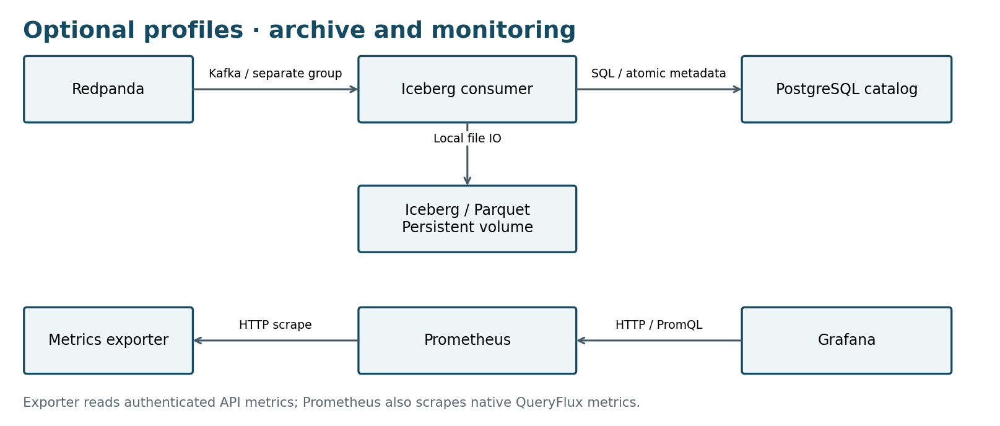 Optional profiles · archive and monitoring
Redpanda
Kafka / separate group
Iceberg consumer
SQL / atomic metadata
PostgreSQL catalog
Local file IO
Iceberg / Parquet
Persistent volume
Metrics exporter
HTTP scrape
Prometheus
HTTP / PromQL
Grafana
Exporter reads authenticated API metrics; Prometheus also scrapes native QueryFlux metrics.